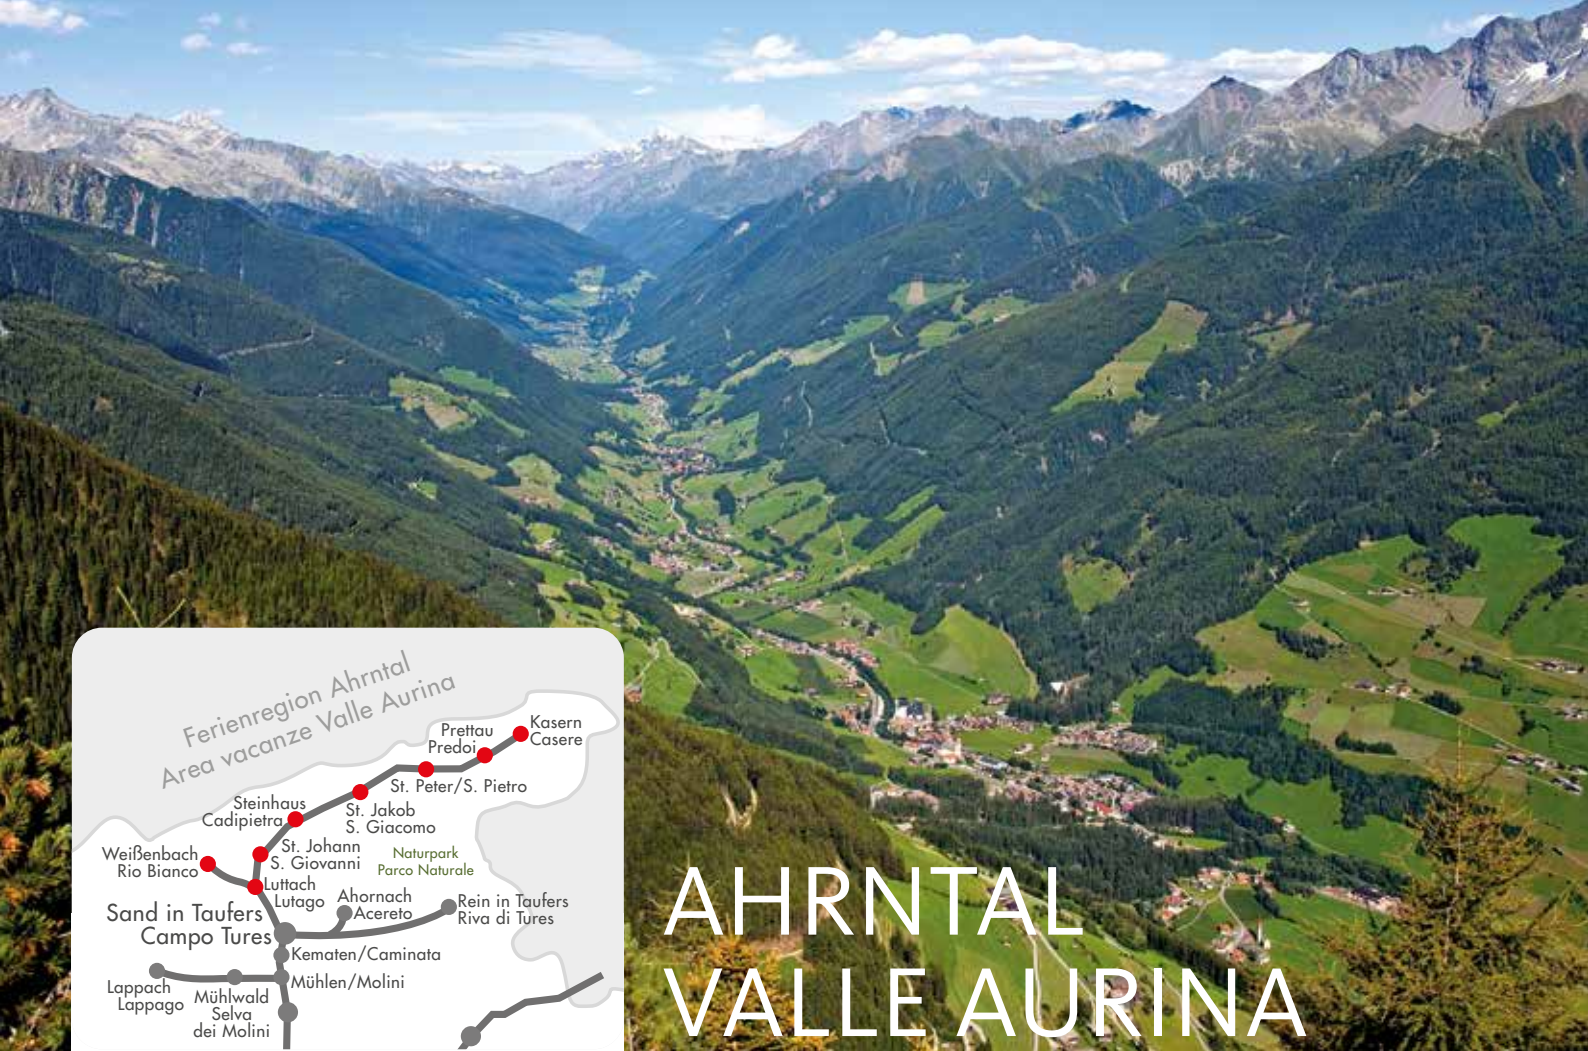 Ferienregion Ahrntal
Area vacanze Valle Aurina
Kasern
Casere
Prettau
Predoi
St. Peter/S. Pietro
St. Jakob
S. Giacomo
Steinhaus
Cadipietra
St. Johann
S. Giovanni
Naturpark
Parco Naturale
Weißenbach
Rio Bianco
Luttach
Lutago
Ahornach
Acereto
Rein in Taufers
Riva di Tures
Sand in Taufers
Campo Tures
Kematen/Caminata
Mühlen/Molini
Lappach
Lappago
Mühlwald
Selva
dei Molini
AHRNTAL
VALLE AURINA